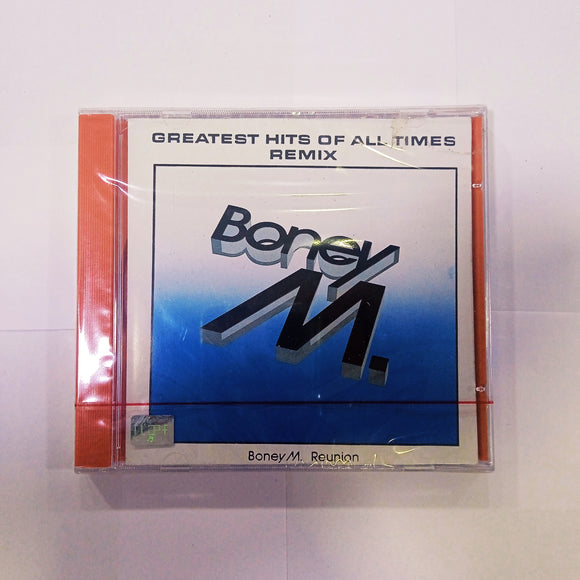 GREATEST HITS OF ALL TIMES
REMIX
Boney
M.
Boney M. Reunion